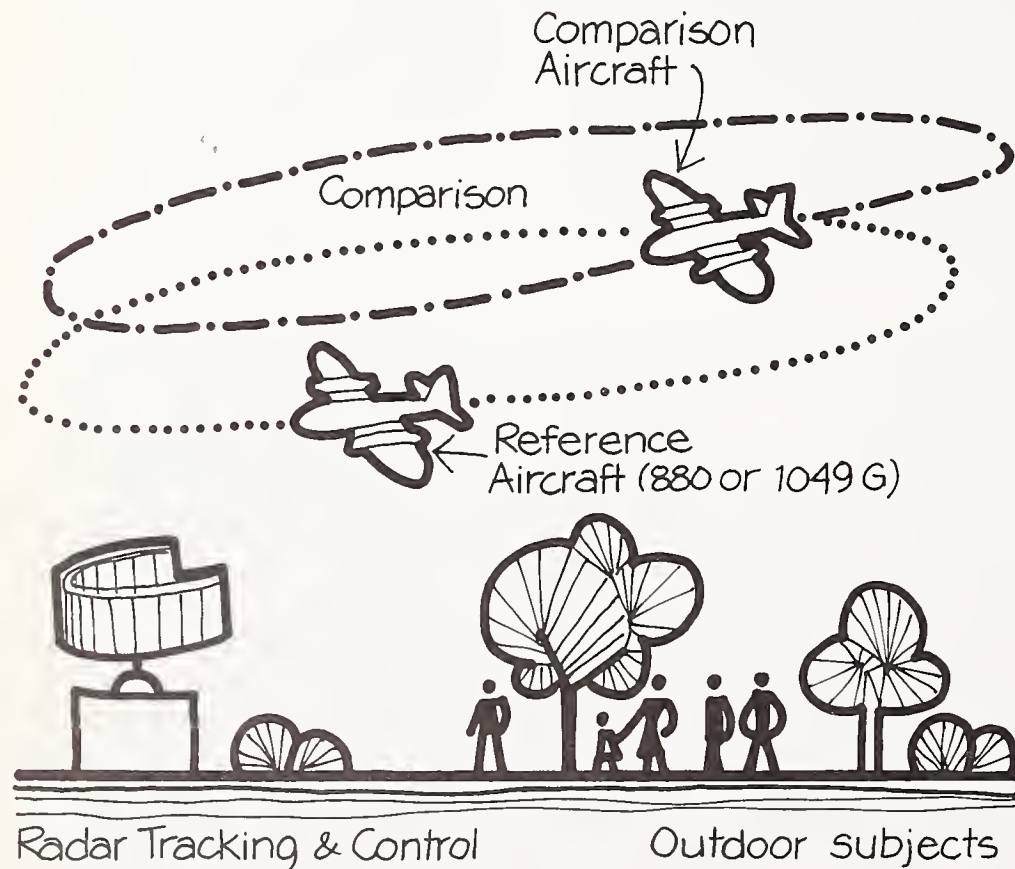 Comparison
Aircraft
Comparison
Reference
Aircraft (880 or 1049 G)
Radar Tracking & Control
Outdoor subjects